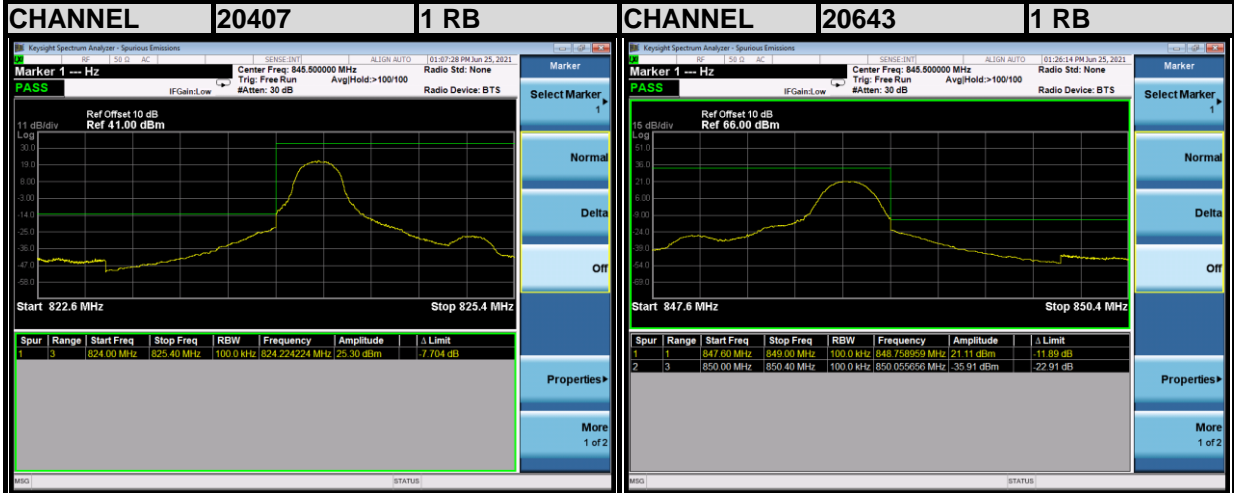 CHANNEL 20407 1 RB
Keysight Spectrum Analyzer - Spurious Emissions
RF 50 Ω AC SENSE:INT ALIGN AUTO 01:07:28 PM Jun 25, 2021
Marker 1 --- Hz
Center Freq: 845.500000 MHz
Radio Std: None
Trig: Free Run Avg|Hold:>100/100
PASS
IFGain:Low
#Atten: 30 dB
Radio Device: BTS
Ref Offset 10 dB
11 dB/div Ref 41.00 dBm
Log
30.0
19.0
8.00
-3.00
-14.0
-25.0
-36.0
-47.0
-58.0
Start 822.6 MHz Stop 825.4 MHz
Spur Range Start Freq Stop Freq RBW Frequency Amplitude Δ Limit
1 3 824.00 MHz 825.40 MHz 100.0 kHz 824.224224 MHz 25.30 dBm -7.704 dB
Marker
Select Marker
1
Normal
Delta
Off
Properties
More
1 of 2
MSG STATUS
CHANNEL 20643 1 RB
Keysight Spectrum Analyzer - Spurious Emissions
RF 50 Ω AC SENSE:INT ALIGN AUTO 01:26:14 PM Jun 25, 2021
Marker 1 --- Hz
Center Freq: 845.500000 MHz
Radio Std: None
Trig: Free Run Avg|Hold:>100/100
PASS
IFGain:Low
#Atten: 30 dB
Radio Device: BTS
Ref Offset 10 dB
15 dB/div Ref 66.00 dBm
Log
51.0
36.0
21.0
6.00
-9.00
-24.0
-39.0
-54.0
-69.0
Start 847.6 MHz Stop 850.4 MHz
Spur Range Start Freq Stop Freq RBW Frequency Amplitude Δ Limit
1 1 847.60 MHz 849.00 MHz 100.0 kHz 848.758959 MHz 21.11 dBm -11.89 dB
2 3 850.00 MHz 850.40 MHz 100.0 kHz 850.055656 MHz -35.91 dBm -22.91 dB
Marker
Select Marker
1
Normal
Delta
Off
Properties
More
1 of 2
MSG STATUS